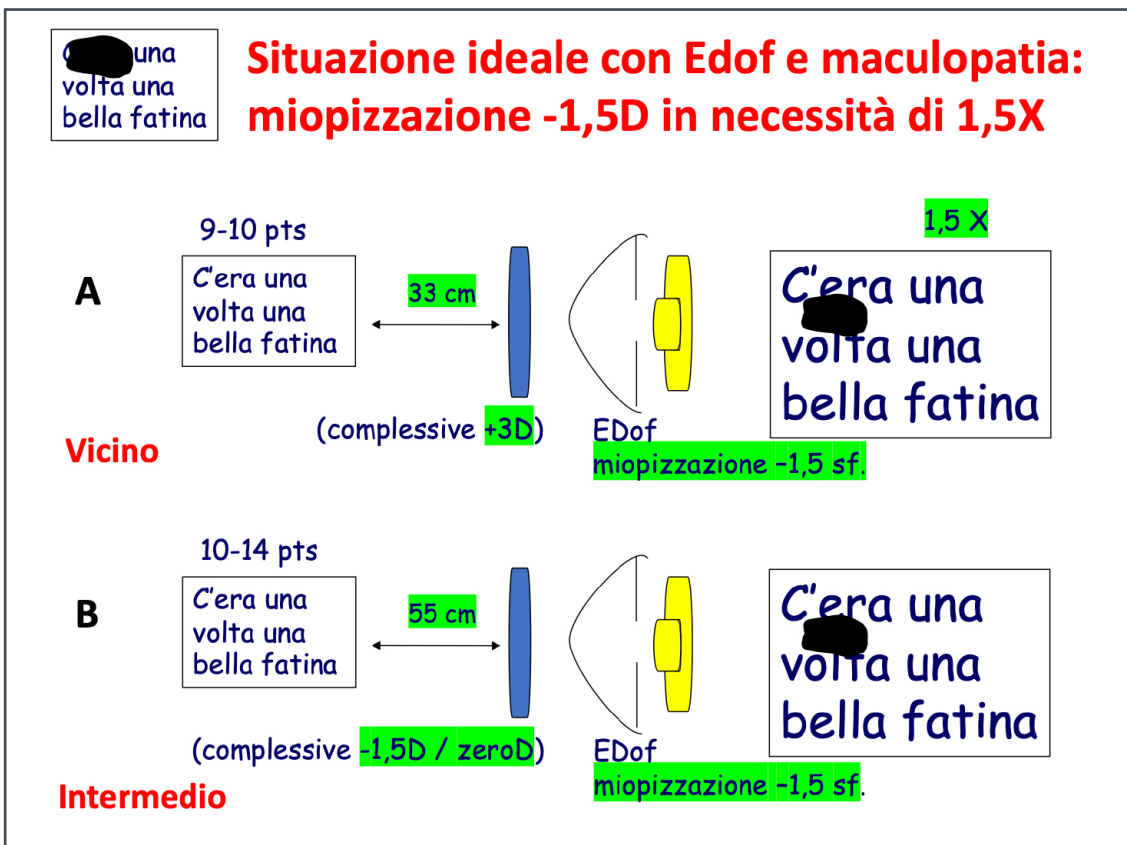 una
volta una
bella fatina
Situazione ideale con Edof e maculopatia:
miopizzazione -1,5D in necessità di 1,5X
9-10 pts
1,5 X
A
C'era una
volta una
bella fatina
33 cm
C'era una
volta una
bella fatina
(complessive +3D)
EDof
miopizzazione –1,5 sf.
Vicino
10-14 pts
B
C'era una
volta una
bella fatina
55 cm
C'era una
volta una
bella fatina
(complessive -1,5D / zeroD)
EDof
miopizzazione –1,5 sf.
Intermedio